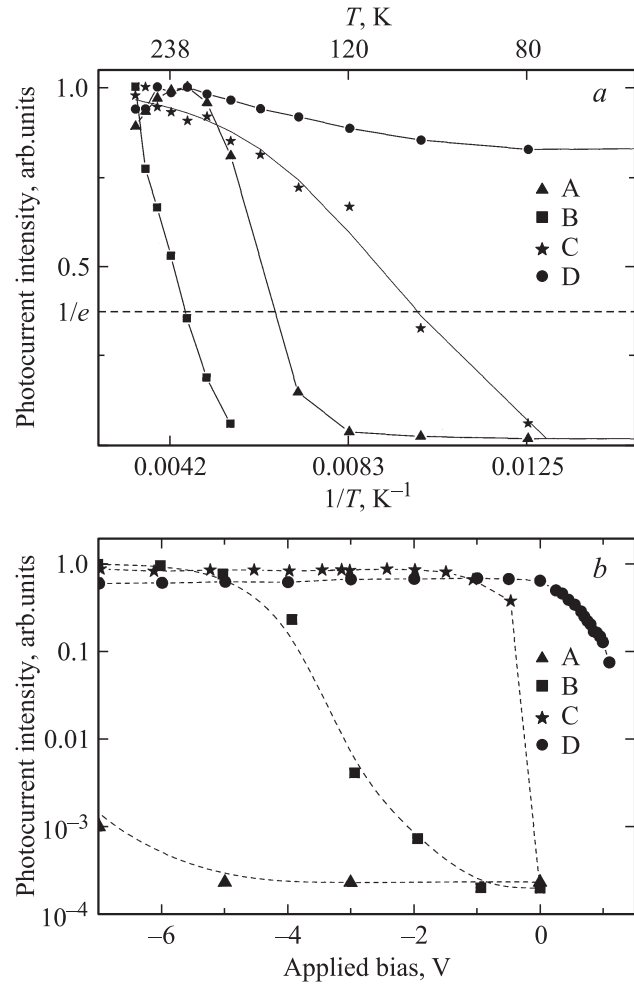 T, K
238 120 80
a
1.0
0.5
1/e
Photocurrent intensity, arb.units
A
B
C
D
0.0042 0.0083 0.0125
1/T, K⁻¹
b
1.0
0.1
0.01
10⁻³
10⁻⁴
Photocurrent intensity, arb.units
A
B
C
D
−6 −4 −2 0
Applied bias, V